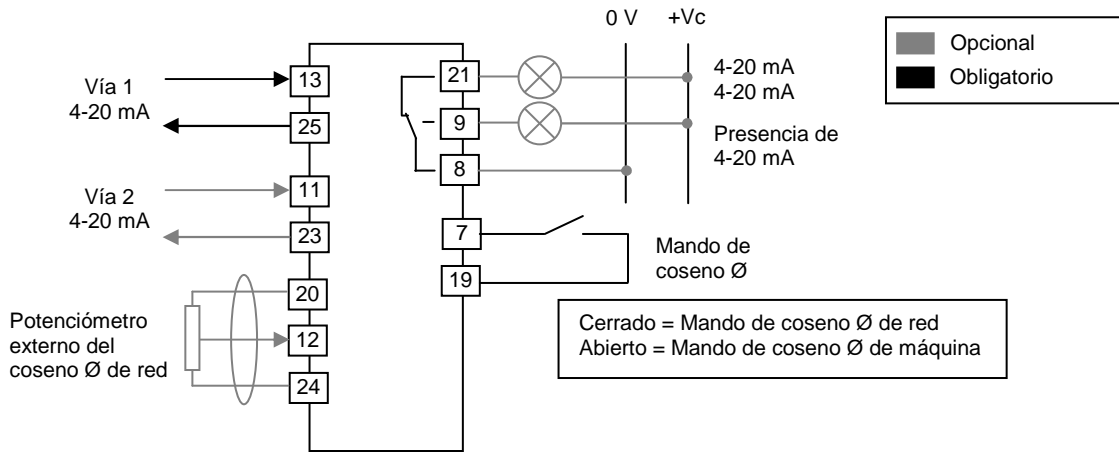 0 V
+Vc
Opcional
Obligatorio
Vía 1
4-20 mA
13
25
21
9
8
4-20 mA
4-20 mA
Presencia de
4-20 mA
Vía 2
4-20 mA
11
23
7
19
Mando de
coseno Ø
Potenciómetro
externo del
coseno Ø de red
20
12
24
Cerrado = Mando de coseno Ø de red
Abierto = Mando de coseno Ø de máquina